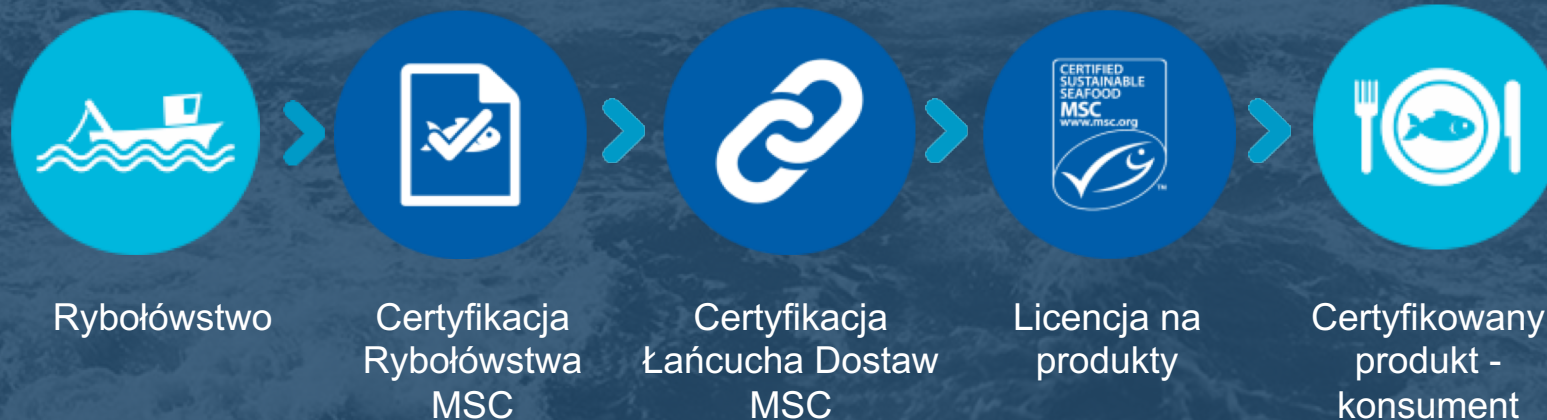 CERTIFIED
SUSTAINABLE
SEAFOOD
MSC
www.msc.org
TM
Rybołówstwo
Certyfikacja
Rybołówstwa
MSC
Certyfikacja
Łańcucha Dostaw
MSC
Licencja na
produkty
Certyfikowany
produkt -
konsument